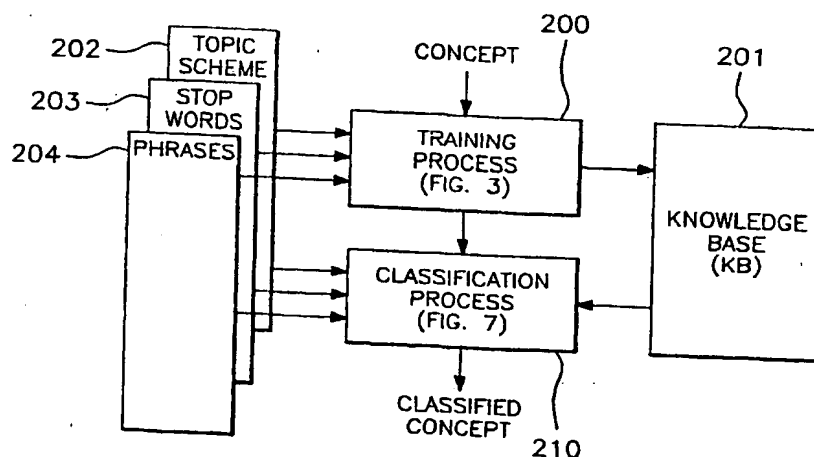 202
TOPIC
SCHEME
203
STOP
WORDS
204
PHRASES
CONCEPT
200
TRAINING
PROCESS
(FIG. 3)
201
KNOWLEDGE
BASE
(KB)
CLASSIFICATION
PROCESS
(FIG. 7)
CLASSIFIED
CONCEPT
210